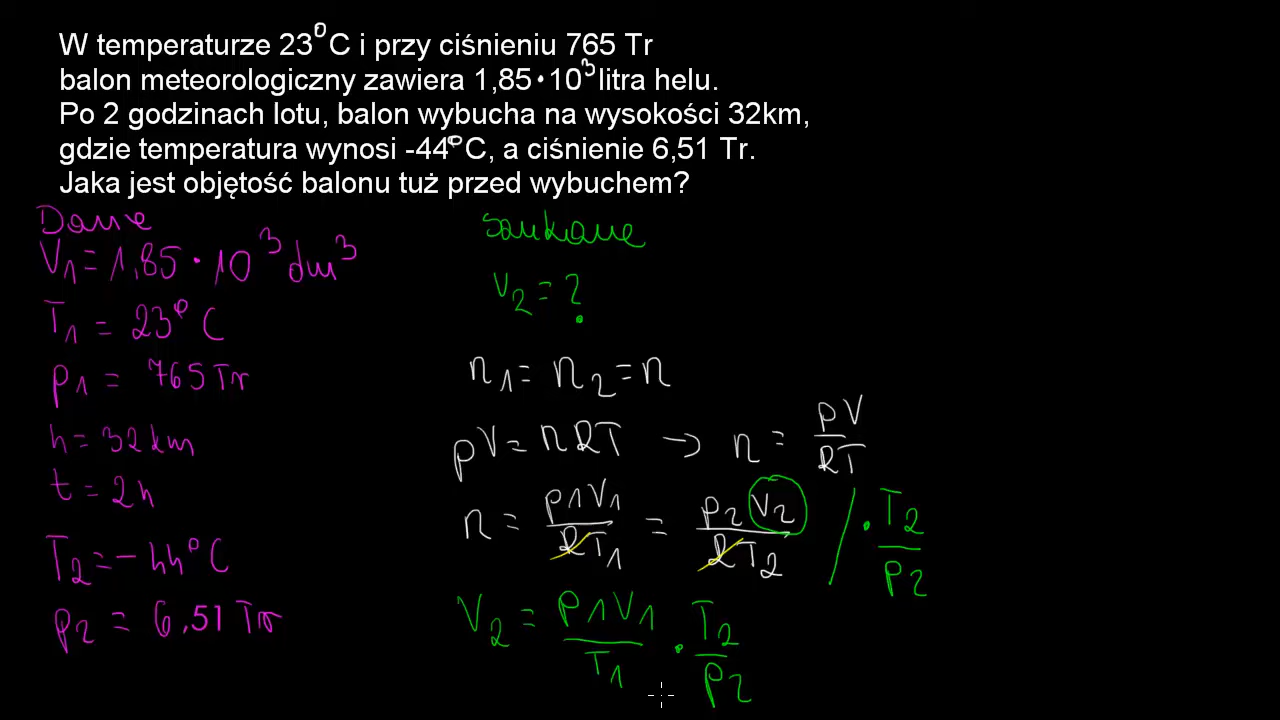 W temperaturze 23°C i przy ciśnieniu 765 Tr
balon meteorologiczny zawiera 1,85·10³ litra helu.
Po 2 godzinach lotu, balon wybucha na wysokości 32km,
gdzie temperatura wynosi -44°C, a ciśnienie 6,51 Tr.
Jaka jest objętość balonu tuż przed wybuchem?
Dane
V₁ = 1,85 · 10³ dm³
T₁ = 23°C
p₁ = 765 Tr
h = 32 km
t = 2h
T₂ = -44°C
p₂ = 6.51 Tr
Szukane
V₂ = ?
n₁ = n₂ = n
pV = nRT → n = pV/RT
n = p₁V₁/RT₁ = p₂V₂/RT₂ / · T₂/p₂
V₂ = p₁V₁/T₁ · T₂/p₂